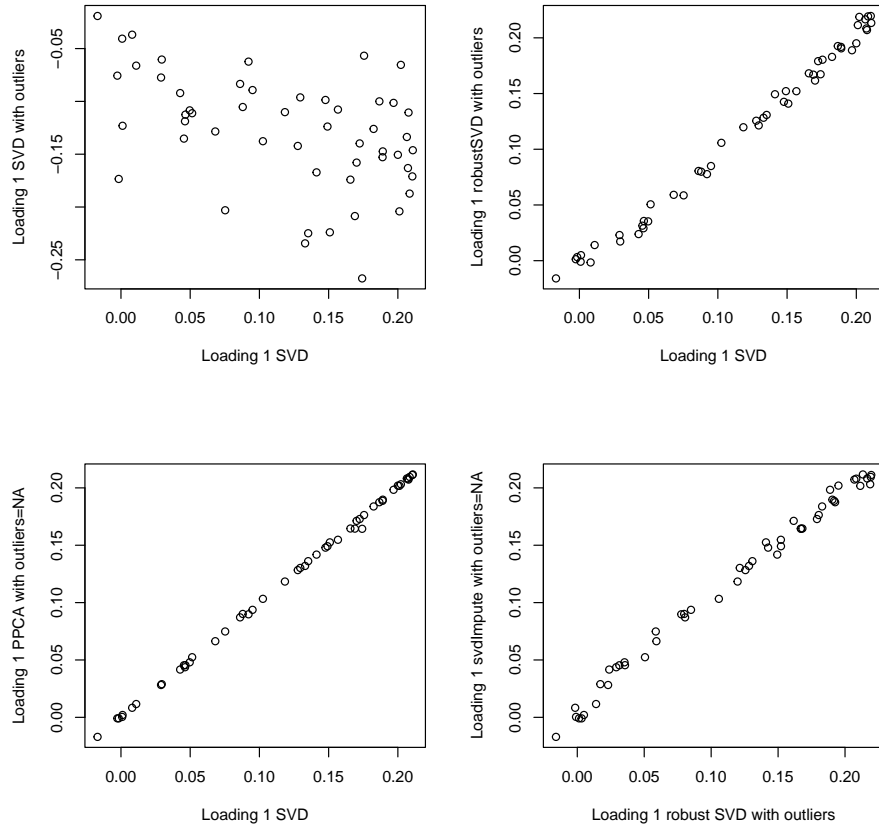 Loading 1 SVD with outliers
−0.05
−0.15
−0.25
0.00 0.05 0.10 0.15 0.20
Loading 1 SVD
Loading 1 robustSVD with outliers
0.20
0.15
0.10
0.05
0.00
0.00 0.05 0.10 0.15 0.20
Loading 1 SVD
Loading 1 PPCA with outliers=NA
0.20
0.15
0.10
0.05
0.00
0.00 0.05 0.10 0.15 0.20
Loading 1 SVD
Loading 1 svdImpute with outliers=NA
0.20
0.15
0.10
0.05
0.00
0.00 0.05 0.10 0.15 0.20
Loading 1 robust SVD with outliers